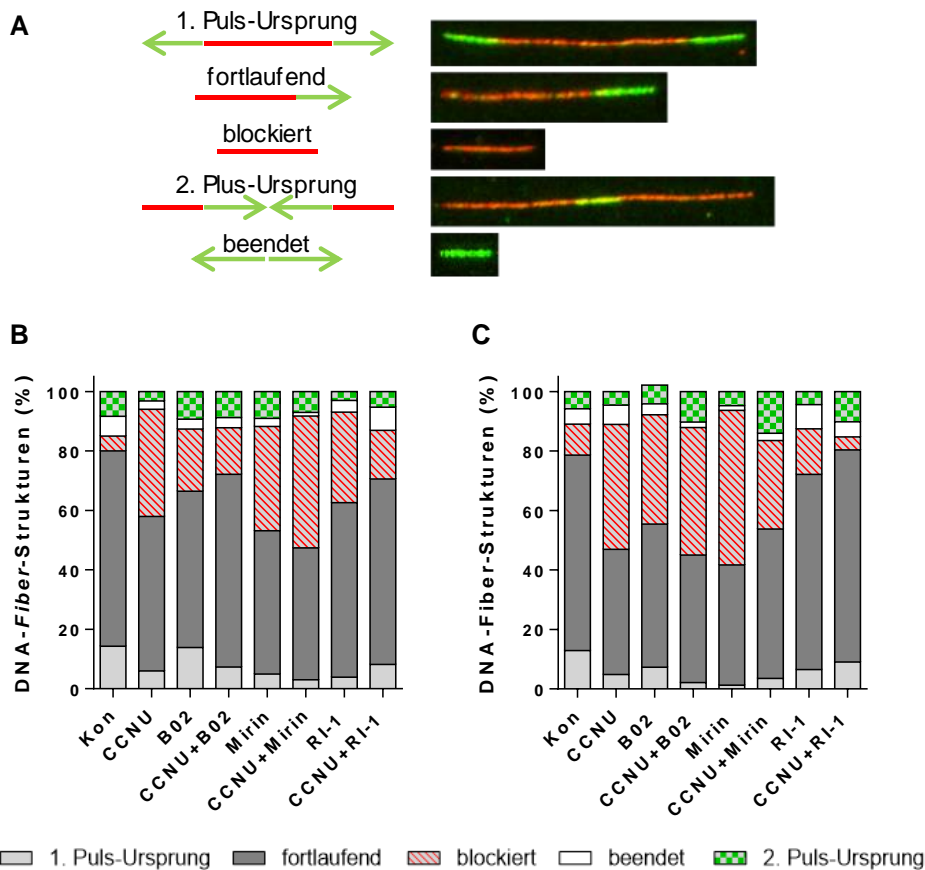 A
1. Puls-Ursprung
fortlaufend
blockiert
2. Plus-Ursprung
beendet
B
DNA-Fiber-Strukturen (%)
100
80
60
40
20
0
Kon
CCNU
B02
CCNU+B02
Mirin
CCNU+Mirin
RI-1
CCNU+RI-1
C
DNA-Fiber-Strukturen (%)
100
80
60
40
20
0
Kon
CCNU
B02
CCNU+B02
Mirin
CCNU+Mirin
RI-1
CCNU+RI-1
1. Puls-Ursprung fortlaufend blockiert beendet 2. Puls-Ursprung